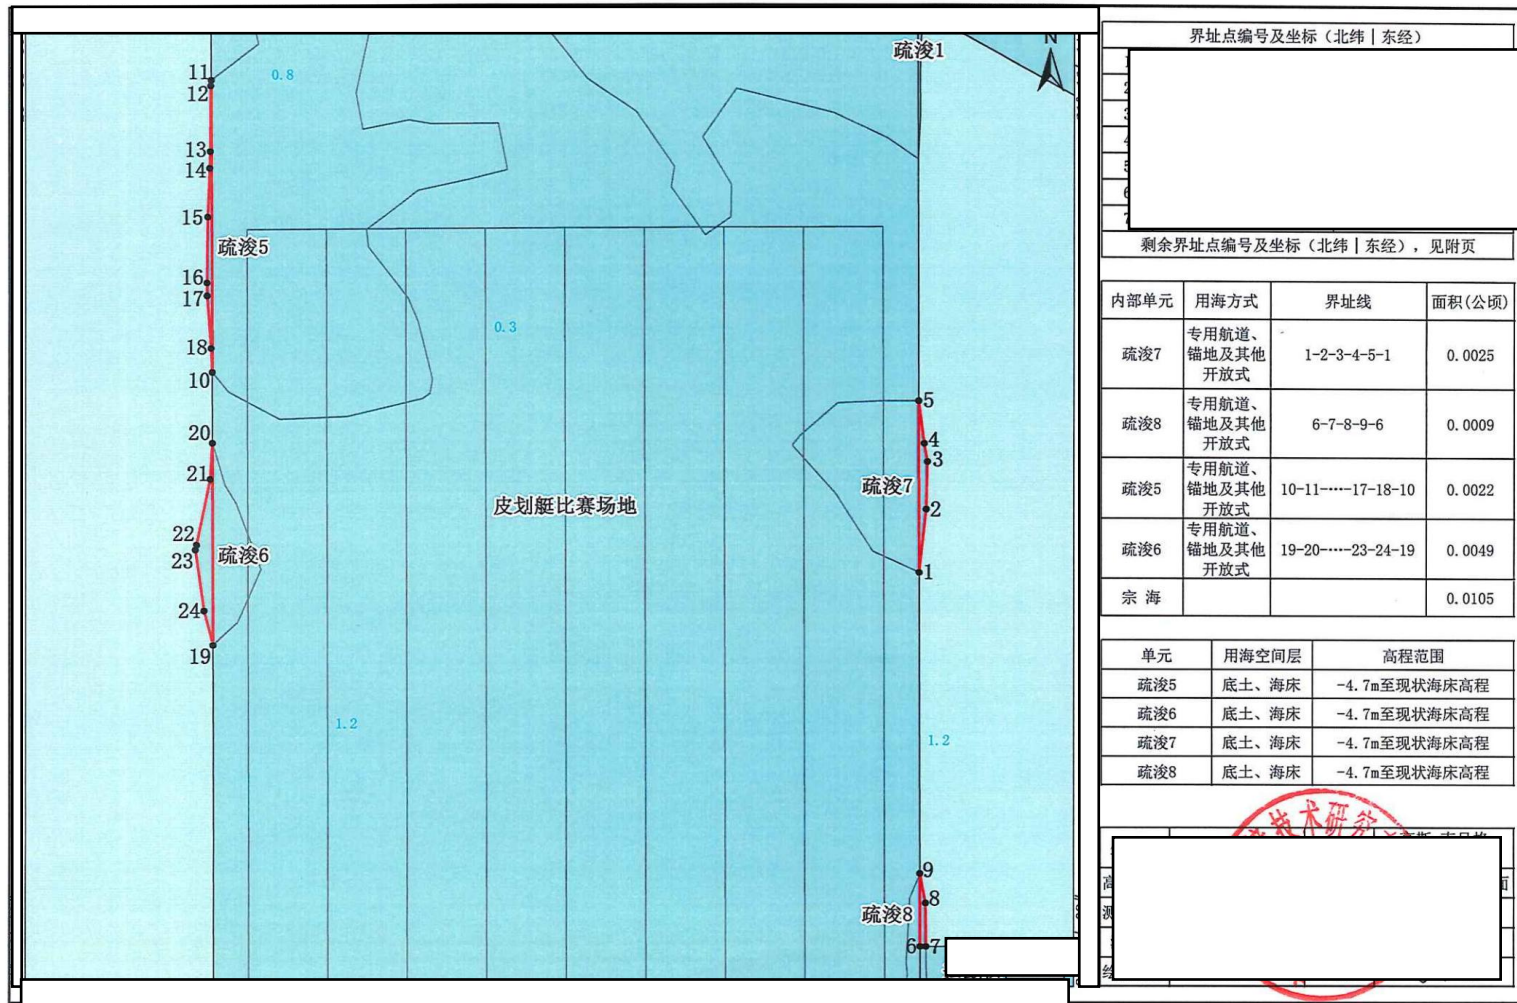 疏浚1
N
11
12
0.8
13
14
15
疏浚5
16
17
0.3
18
10
5
20
4
21
3
疏浚7
皮划艇比赛场地
2
22
23
疏浚6
1
24
19
1.2
1.2
9
8
疏浚8
6
7
界址点编号及坐标（北纬 | 东经）
剩余界址点编号及坐标（北纬 | 东经），见附页
内部单元 用海方式 界址线 面积(公顷)
疏浚7 专用航道、锚地及其他开放式 1-2-3-4-5-1 0.0025
疏浚8 专用航道、锚地及其他开放式 6-7-8-9-6 0.0009
疏浚5 专用航道、锚地及其他开放式 10-11-····-17-18-10 0.0022
疏浚6 专用航道、锚地及其他开放式 19-20-····-23-24-19 0.0049
宗 海 0.0105
单元 用海空间层 高程范围
疏浚5 底土、海床 -4.7m至现状海床高程
疏浚6 底土、海床 -4.7m至现状海床高程
疏浚7 底土、海床 -4.7m至现状海床高程
疏浚8 底土、海床 -4.7m至现状海床高程
技术研究